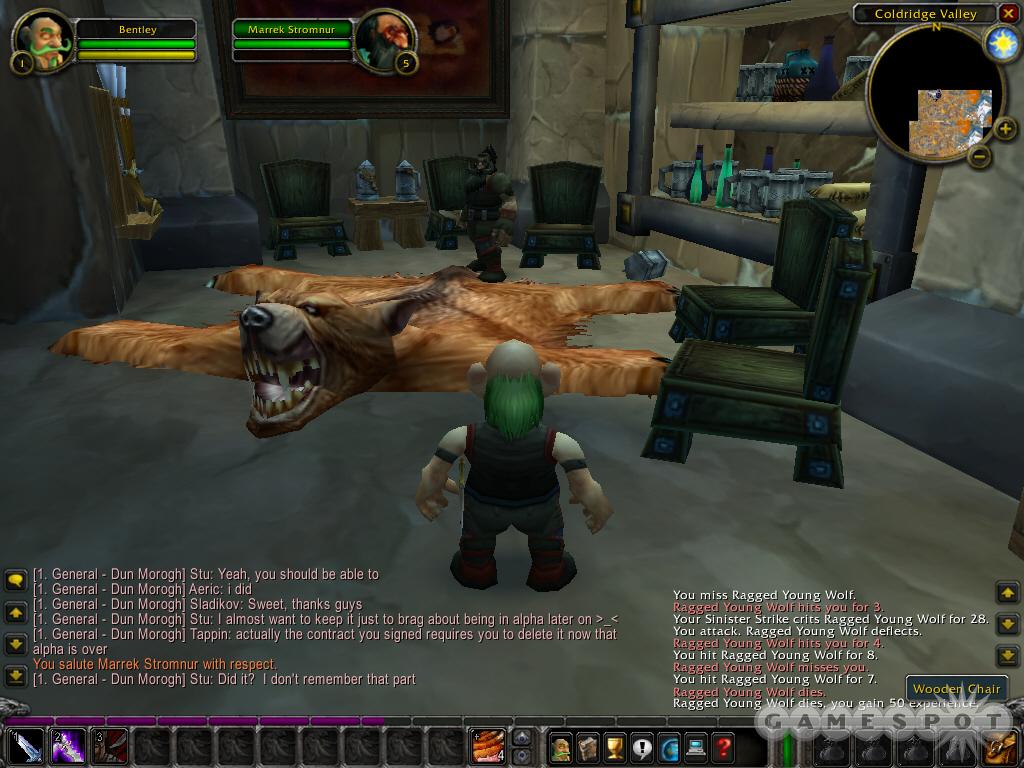 Bentley
1
Marrek Stromnur
5
Coldridge Valley
N
[1. General - Dun Morogh] Stu: Yeah, you should be able to
[1. General - Dun Morogh] Aeric: i did
[1. General - Dun Morogh] Sladikov: Sweet, thanks guys
[1. General - Dun Morogh] Stu: I almost want to keep it just to brag about being in alpha later on >_<
[1. General - Dun Morogh] Tappin: actually the contract you signed requires you to delete it now that
alpha is over
You salute Marrek Stromnur with respect.
[1. General - Dun Morogh] Stu: Did it? I don't remember that part
You miss Ragged Young Wolf.
Ragged Young Wolf hits you for 3.
Your Sinister Strike crits Ragged Young Wolf for 28.
You attack. Ragged Young Wolf deflects.
Ragged Young Wolf hits you for 4.
You hit Ragged Young Wolf for 8.
Ragged Young Wolf misses you.
You hit Ragged Young Wolf for 7.
Ragged Young Wolf dies.
Ragged Young Wolf dies, you gain 50 experience.
Wooden Chair
GAMESPOT
1
2
3
4